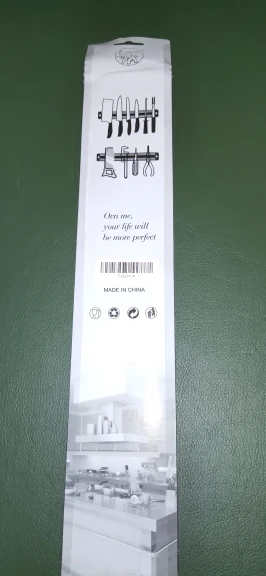 Own me,
your life will
be more perfect
MADE IN CHINA